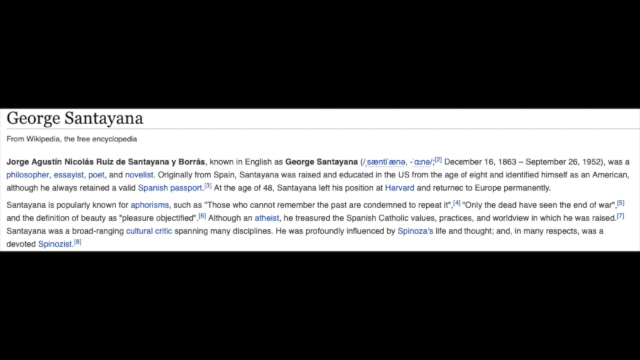 George Santayana
From Wikipedia, the free encyclopedia
Jorge Agustín Nicolás Ruiz de Santayana y Borrás, known in English as George Santayana (/ˌsæntiˈænə, -ˈɑːnə/;[2] December 16, 1863 – September 26, 1952), was a
philosopher, essayist, poet, and novelist. Originally from Spain, Santayana was raised and educated in the US from the age of eight and identified himself as an American,
although he always retained a valid Spanish passport.[3] At the age of 48, Santayana left his position at Harvard and returned to Europe permanently.
Santayana is popularly known for aphorisms, such as "Those who cannot remember the past are condemned to repeat it",[4] "Only the dead have seen the end of war",[5]
and the definition of beauty as "pleasure objectified".[6] Although an atheist, he treasured the Spanish Catholic values, practices, and worldview in which he was raised.[7]
Santayana was a broad-ranging cultural critic spanning many disciplines. He was profoundly influenced by Spinoza's life and thought; and, in many respects, was a
devoted Spinozist.[8]